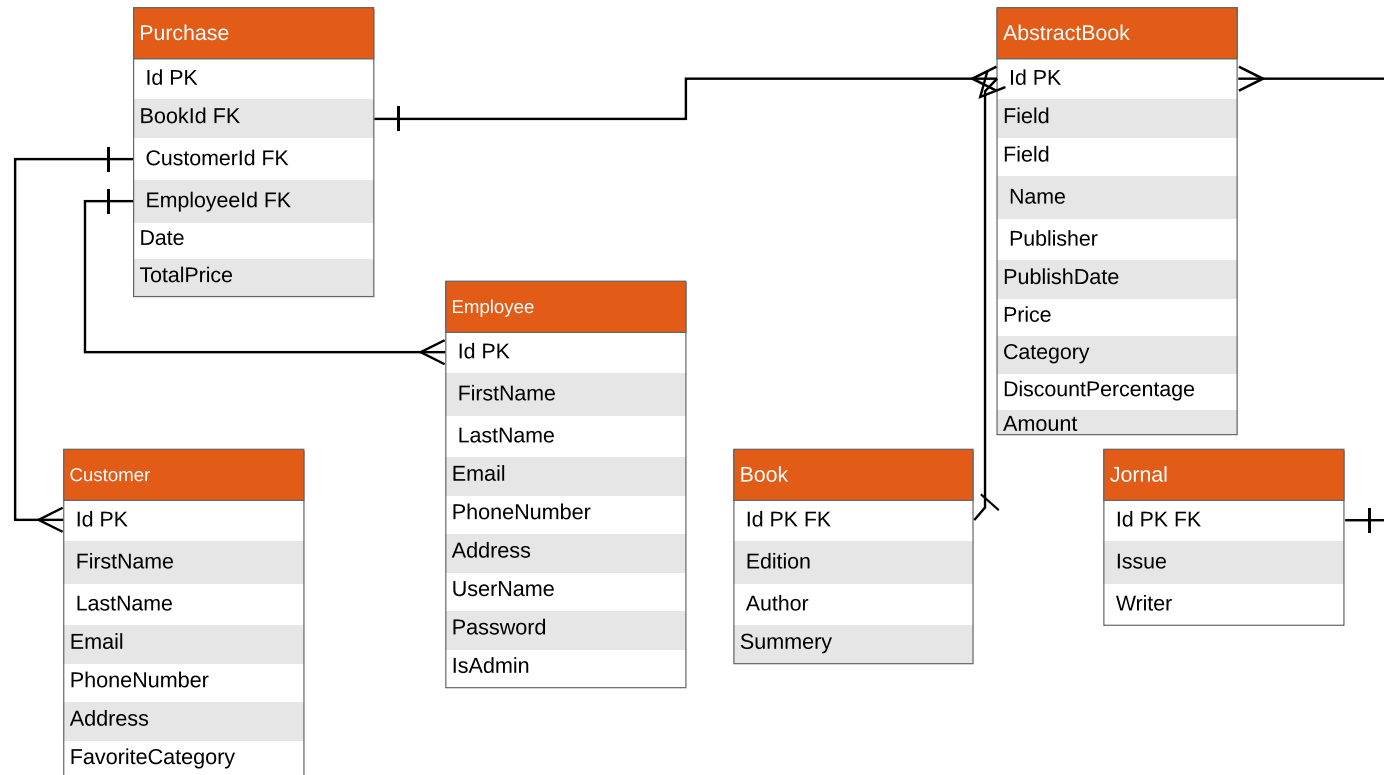 Purchase
Id PK
BookId FK
CustomerId FK
EmployeeId FK
Date
TotalPrice
AbstractBook
Id PK
Field
Field
Name
Publisher
PublishDate
Price
Category
DiscountPercentage
Amount
Employee
Id PK
FirstName
LastName
Email
PhoneNumber
Address
UserName
Password
IsAdmin
Customer
Id PK
FirstName
LastName
Email
PhoneNumber
Address
FavoriteCategory
Book
Id PK FK
Edition
Author
Summery
Jornal
Id PK FK
Issue
Writer